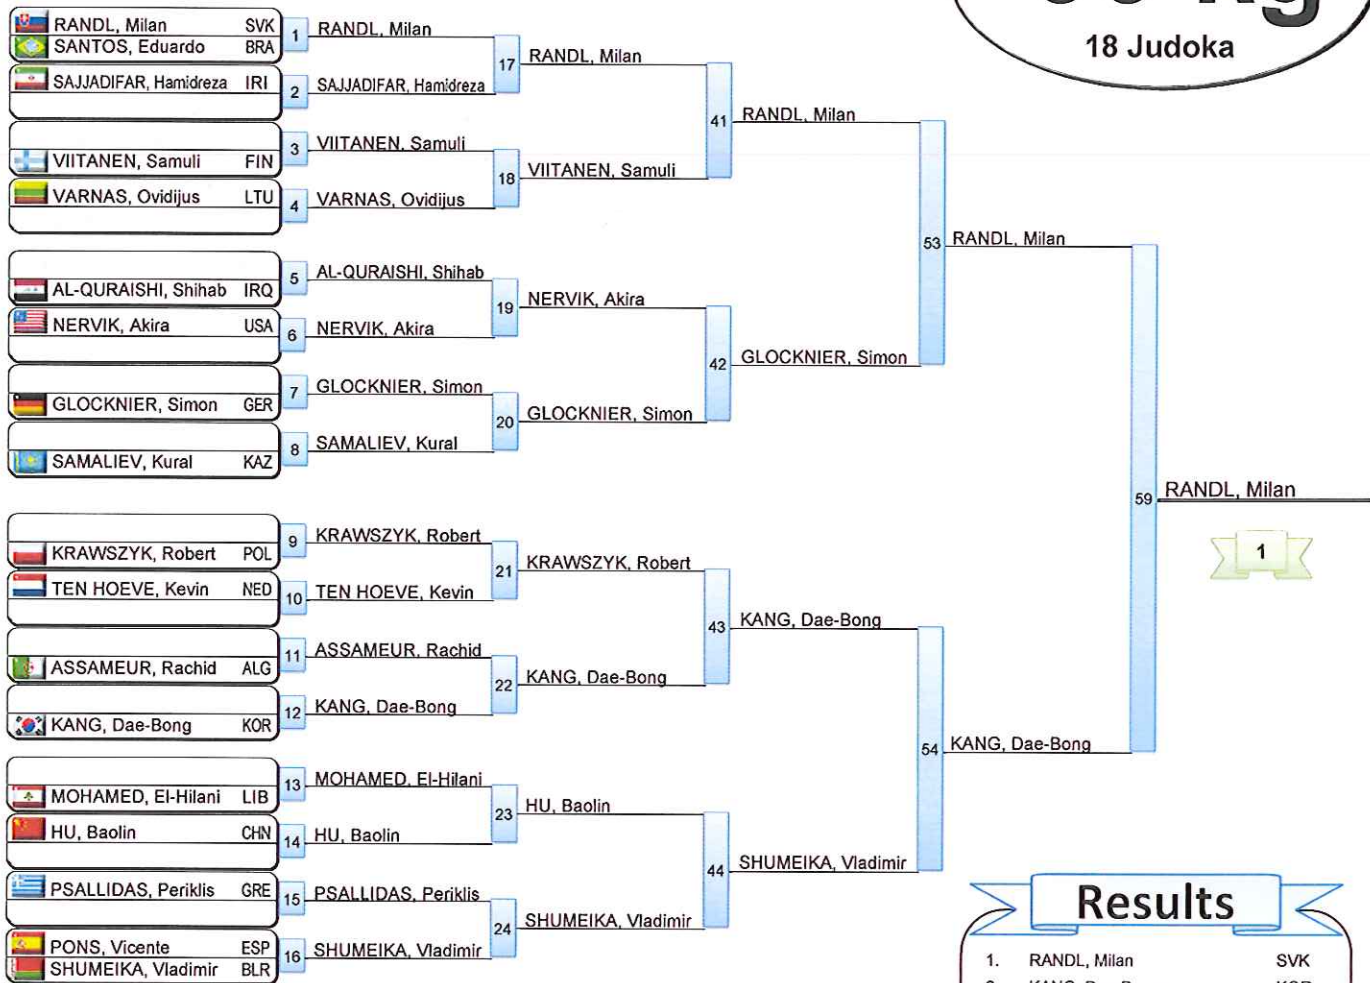 18 Judoka
RANDL, Milan SVK
SANTOS, Eduardo BRA
SAJJADIFAR, Hamidreza IRI
VIITANEN, Samuli FIN
VARNAS, Ovidijus LTU
AL-QURAISHI, Shihab IRQ
NERVIK, Akira USA
GLOCKNIER, Simon GER
SAMALIEV, Kural KAZ
KRAWSZYK, Robert POL
TEN HOEVE, Kevin NED
ASSAMEUR, Rachid ALG
KANG, Dae-Bong KOR
MOHAMED, El-Hilani LIB
HU, Baolin CHN
PSALLIDAS, Periklis GRE
PONS, Vicente ESP
SHUMEIKA, Vladimir BLR
1 RANDL, Milan
2 SAJJADIFAR, Hamidreza
3 VIITANEN, Samuli
4 VARNAS, Ovidijus
5 AL-QURAISHI, Shihab
6 NERVIK, Akira
7 GLOCKNIER, Simon
8 SAMALIEV, Kural
9 KRAWSZYK, Robert
10 TEN HOEVE, Kevin
11 ASSAMEUR, Rachid
12 KANG, Dae-Bong
13 MOHAMED, El-Hilani
14 HU, Baolin
15 PSALLIDAS, Periklis
16 SHUMEIKA, Vladimir
17 RANDL, Milan
18 VIITANEN, Samuli
19 NERVIK, Akira
20 GLOCKNIER, Simon
21 KRAWSZYK, Robert
22 KANG, Dae-Bong
23 HU, Baolin
24 SHUMEIKA, Vladimir
41 RANDL, Milan
42 GLOCKNIER, Simon
43 KANG, Dae-Bong
44 SHUMEIKA, Vladimir
53 RANDL, Milan
54 KANG, Dae-Bong
59 RANDL, Milan
1
Results
1. RANDL, Milan SVK